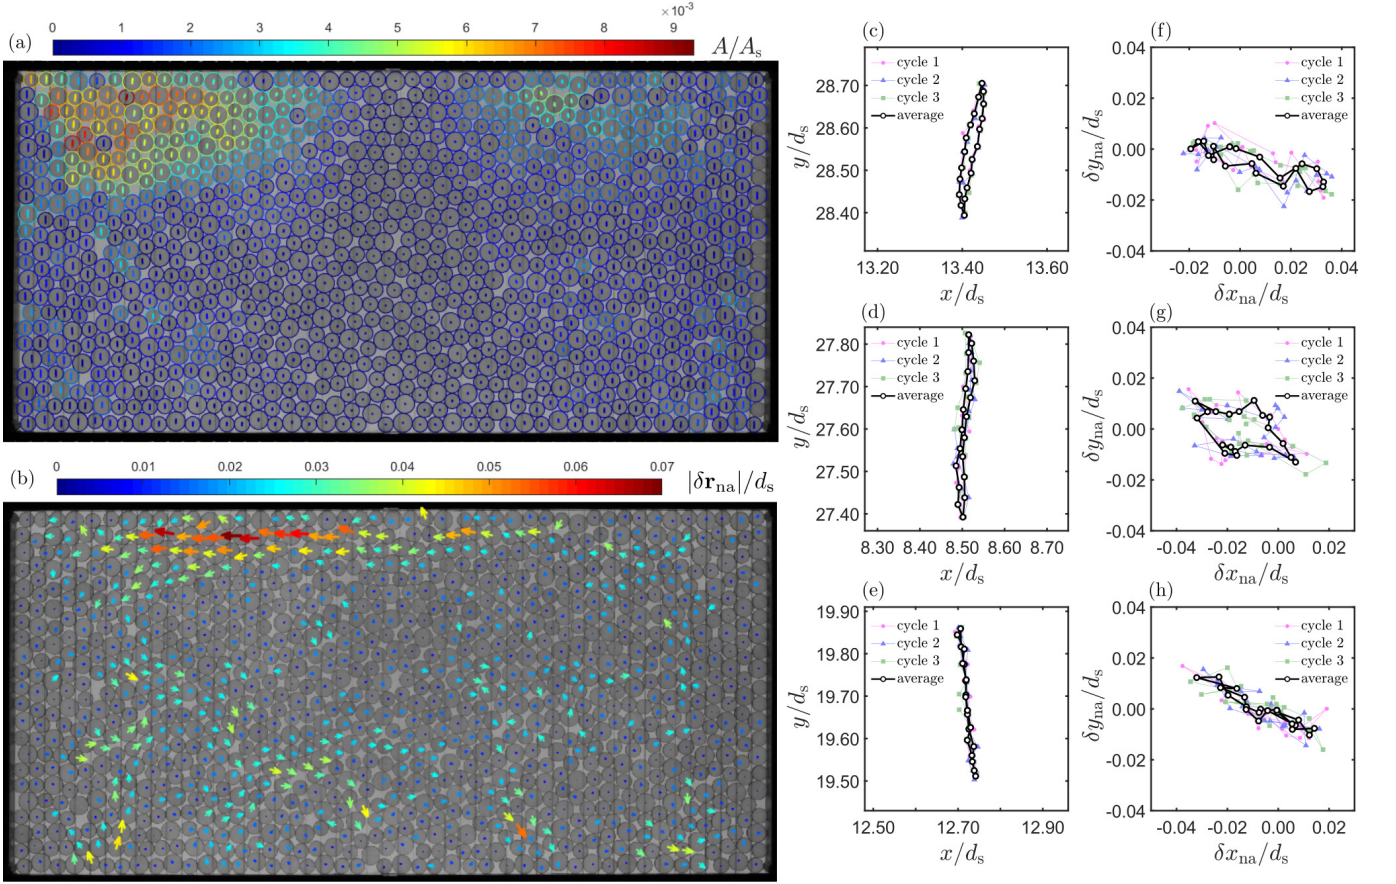 ×10⁻³
0 1 2 3 4 5 6 7 8 9
(a) A/Aₛ
(b) 0 0.01 0.02 0.03 0.04 0.05 0.06 0.07
|δrₙₐ|/dₛ
(c)
28.70
28.60
28.50
28.40
y/dₛ
cycle 1
cycle 2
cycle 3
average
13.20 13.40 13.60
x/dₛ
(f)
0.04
0.02
0.00
-0.02
-0.04
δyₙₐ/dₛ
cycle 1
cycle 2
cycle 3
average
-0.02 0.00 0.02 0.04
δxₙₐ/dₛ
(d)
27.80
27.70
27.60
27.50
27.40
y/dₛ
cycle 1
cycle 2
cycle 3
average
8.30 8.40 8.50 8.60 8.70
x/dₛ
(g)
0.04
0.02
0.00
-0.02
-0.04
δyₙₐ/dₛ
cycle 1
cycle 2
cycle 3
average
-0.04 -0.02 0.00 0.02
δxₙₐ/dₛ
(e)
19.90
19.80
19.70
19.60
19.50
y/dₛ
cycle 1
cycle 2
cycle 3
average
12.50 12.70 12.90
x/dₛ
(h)
0.04
0.02
0.00
-0.02
-0.04
δyₙₐ/dₛ
cycle 1
cycle 2
cycle 3
average
-0.04 -0.02 0.00 0.02
δxₙₐ/dₛ